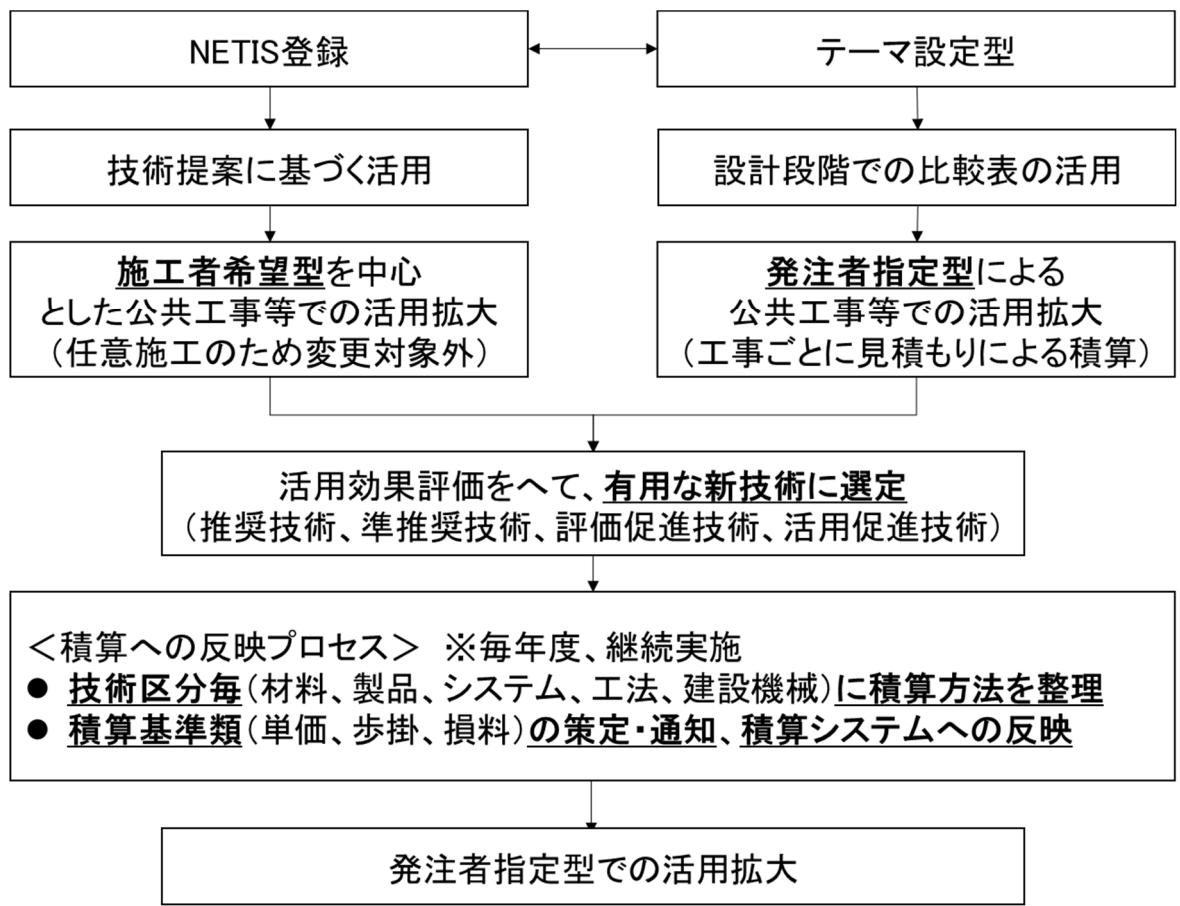 NETIS登録
テーマ設定型
技術提案に基づく活用
設計段階での比較表の活用
施工者希望型を中心
とした公共工事等での活用拡大
（任意施工のため変更対象外）
発注者指定型による
公共工事等での活用拡大
（工事ごとに見積もりによる積算）
活用効果評価をへて、有用な新技術に選定
（推奨技術、準推奨技術、評価促進技術、活用促進技術）
＜積算への反映プロセス＞ ※毎年度、継続実施
● 技術区分毎（材料、製品、システム、工法、建設機械）に積算方法を整理
● 積算基準類（単価、歩掛、損料）の策定・通知、積算システムへの反映
発注者指定型での活用拡大